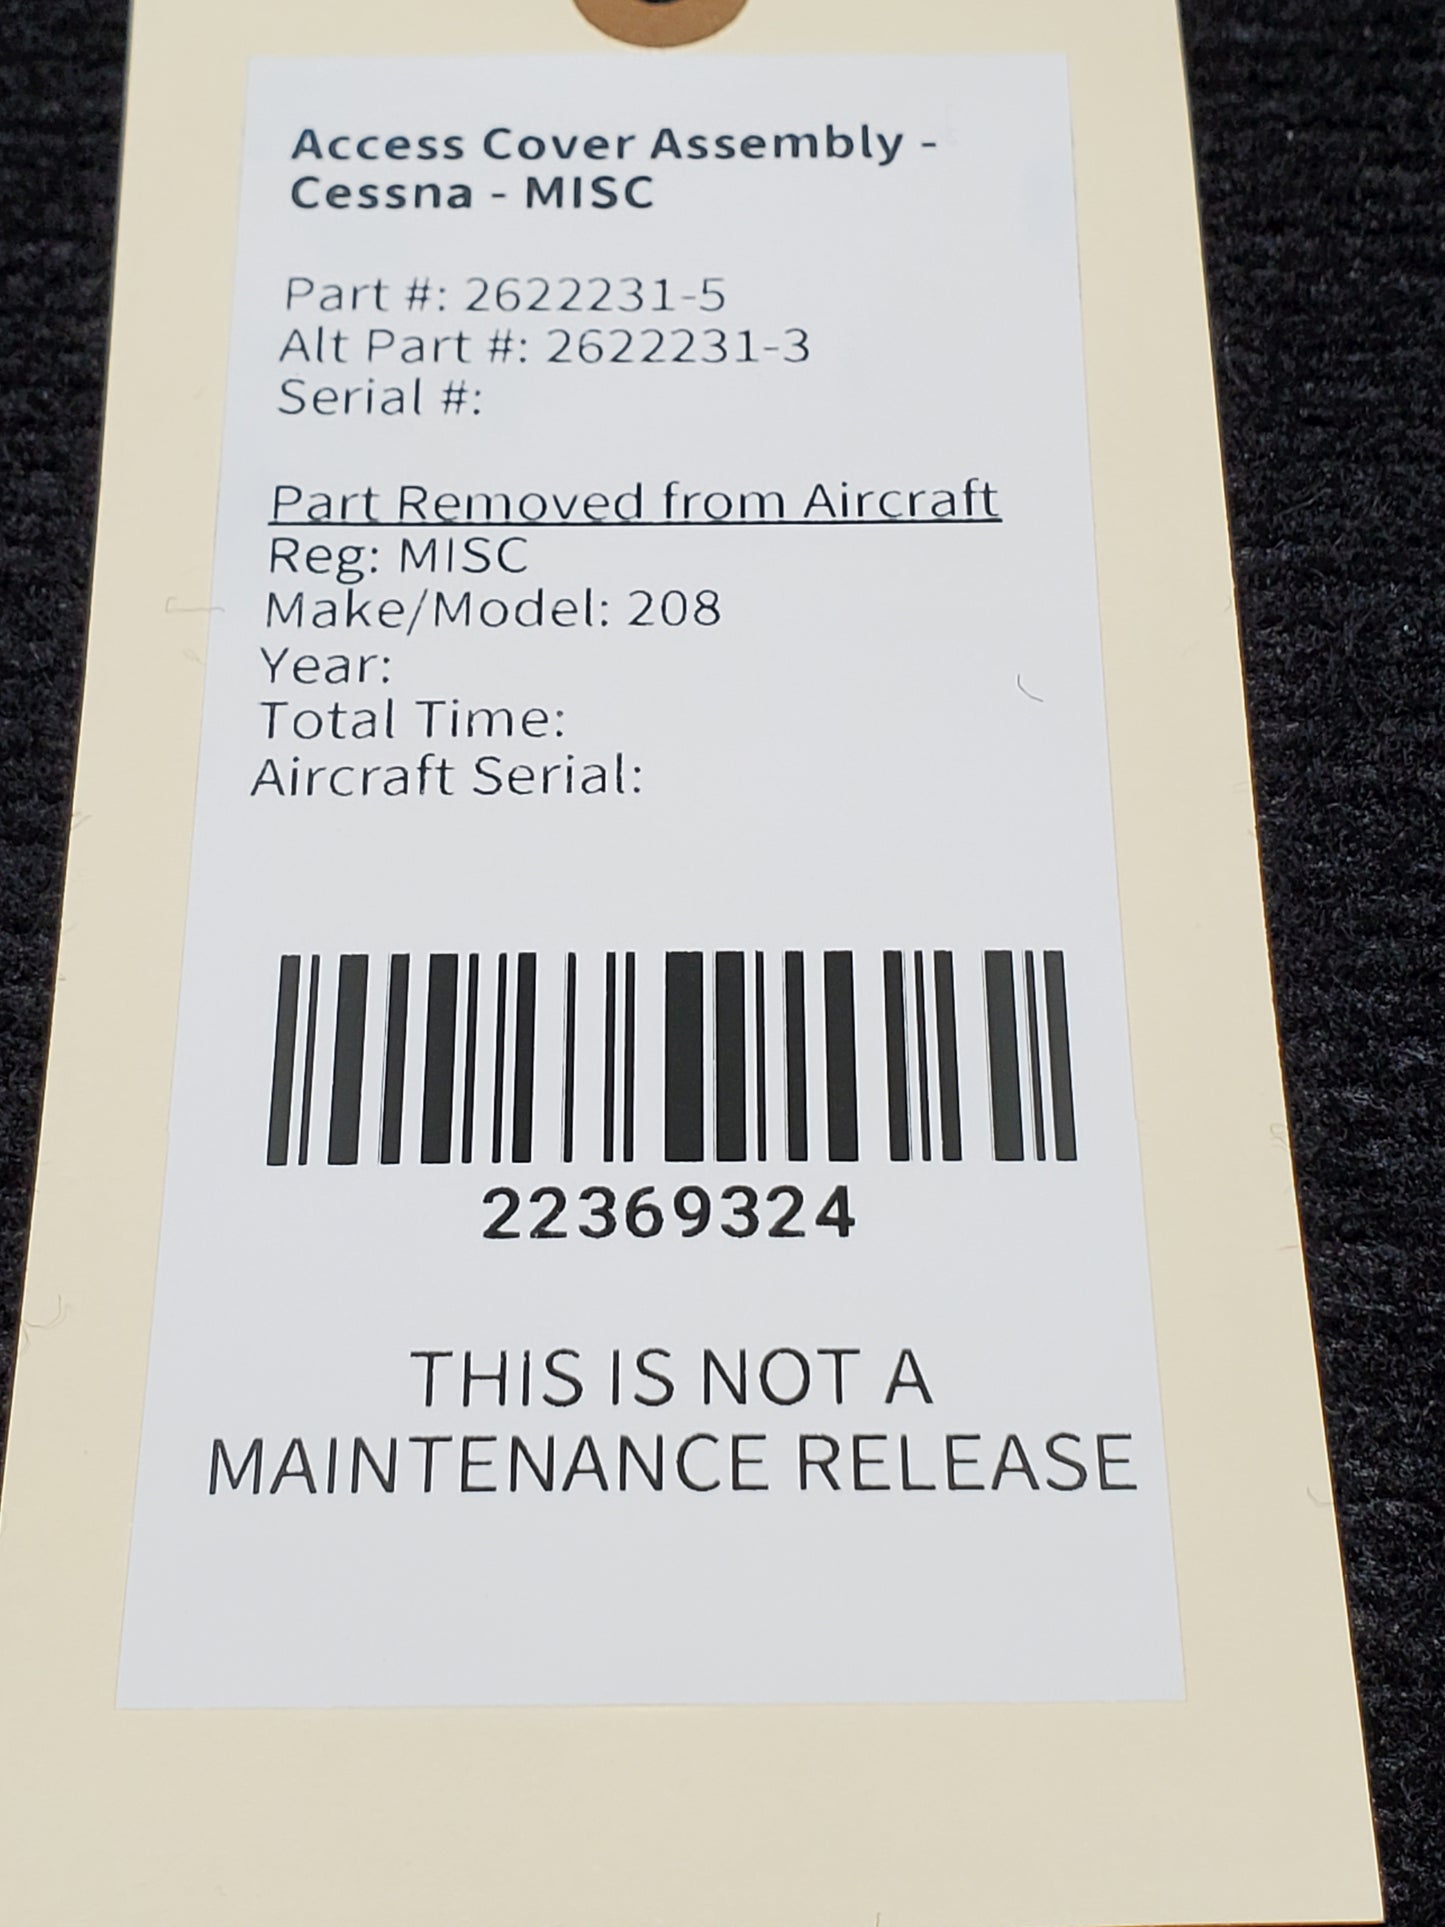 Access Cover Assembly -
Cessna - MISC
Part #: 2622231-5
Alt Part #: 2622231-3
Serial #:
Part Removed from Aircraft
Reg: MISC
Make/Model: 208
Year:
Total Time:
Aircraft Serial:
22369324
THIS IS NOT A
MAINTENANCE RELEASE